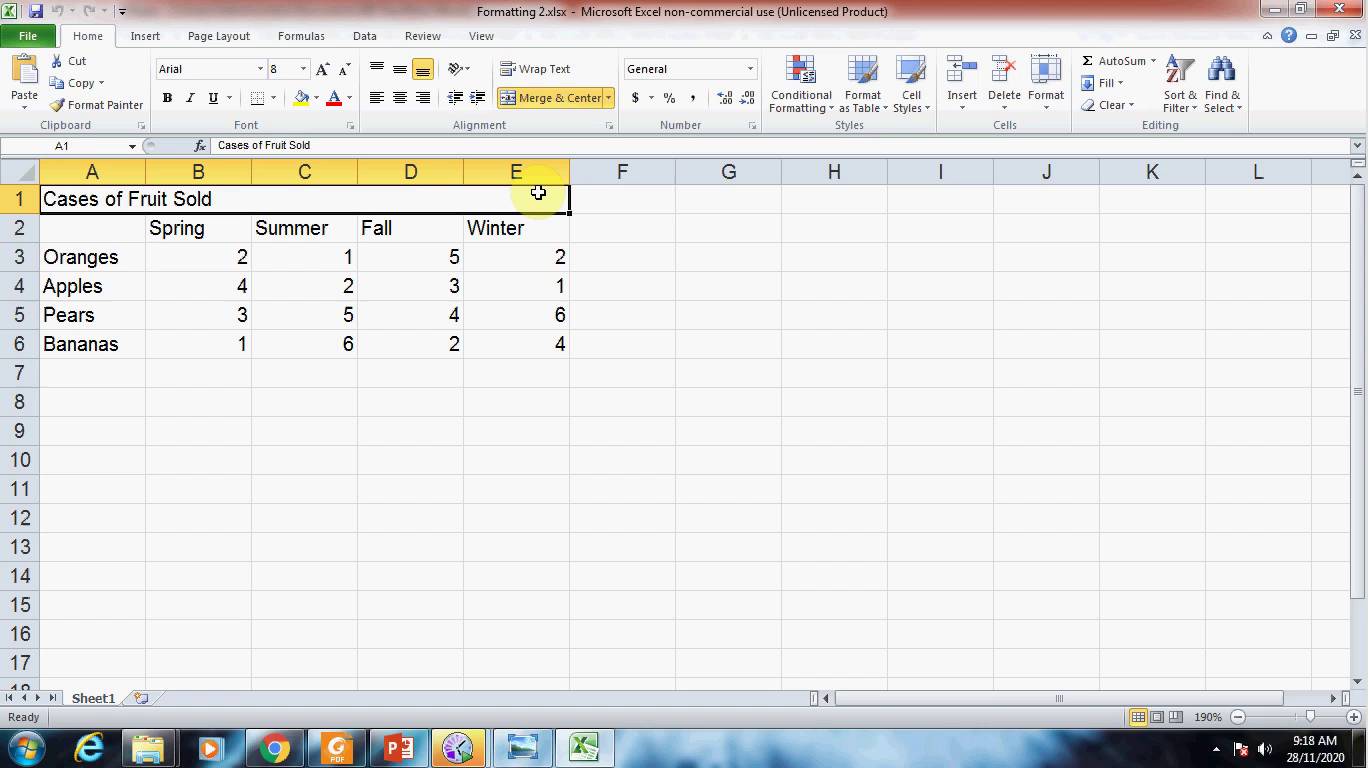 Formatting 2.xlsx - Microsoft Excel non-commercial use (Unlicensed Product)
File Home Insert Page Layout Formulas Data Review View
Paste
Cut
Copy
Format Painter
Clipboard
Arial 8
B I U
Font
Wrap Text
Merge & Center
Alignment
General
$ % ,
Number
Conditional Formatting
Format as Table
Cell Styles
Styles
Insert Delete Format
Cells
Σ AutoSum
Fill
Clear
Sort & Filter
Find & Select
Editing
A1 fx Cases of Fruit Sold
A B C D E F G H I J K L
1 Cases of Fruit Sold
2 Spring Summer Fall Winter
3 Oranges 2 1 5 2
4 Apples 4 2 3 1
5 Pears 3 5 4 6
6 Bananas 1 6 2 4
7
8
9
10
11
12
13
14
15
16
17
18
Sheet1
Ready 190%
PDF
9:18 AM
28/11/2020